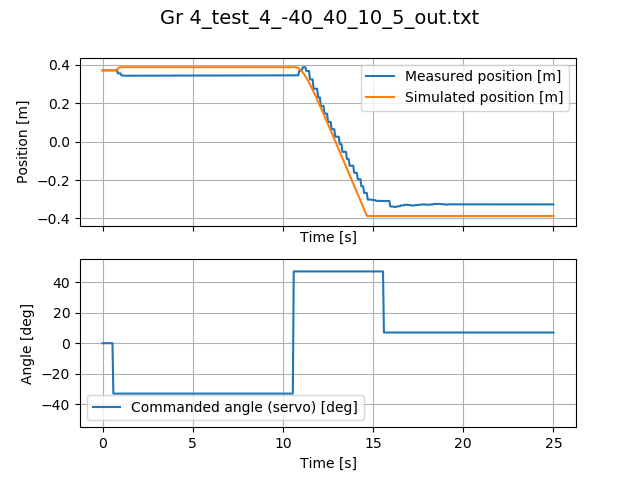 Gr 4_test_4_-40_40_10_5_out.txt
Position [m]
0.4
0.2
0.0
−0.2
−0.4
Measured position [m]
Simulated position [m]
Time [s]
Angle [deg]
40
20
0
−20
−40
Commanded angle (servo) [deg]
0
5
10
15
20
25
Time [s]